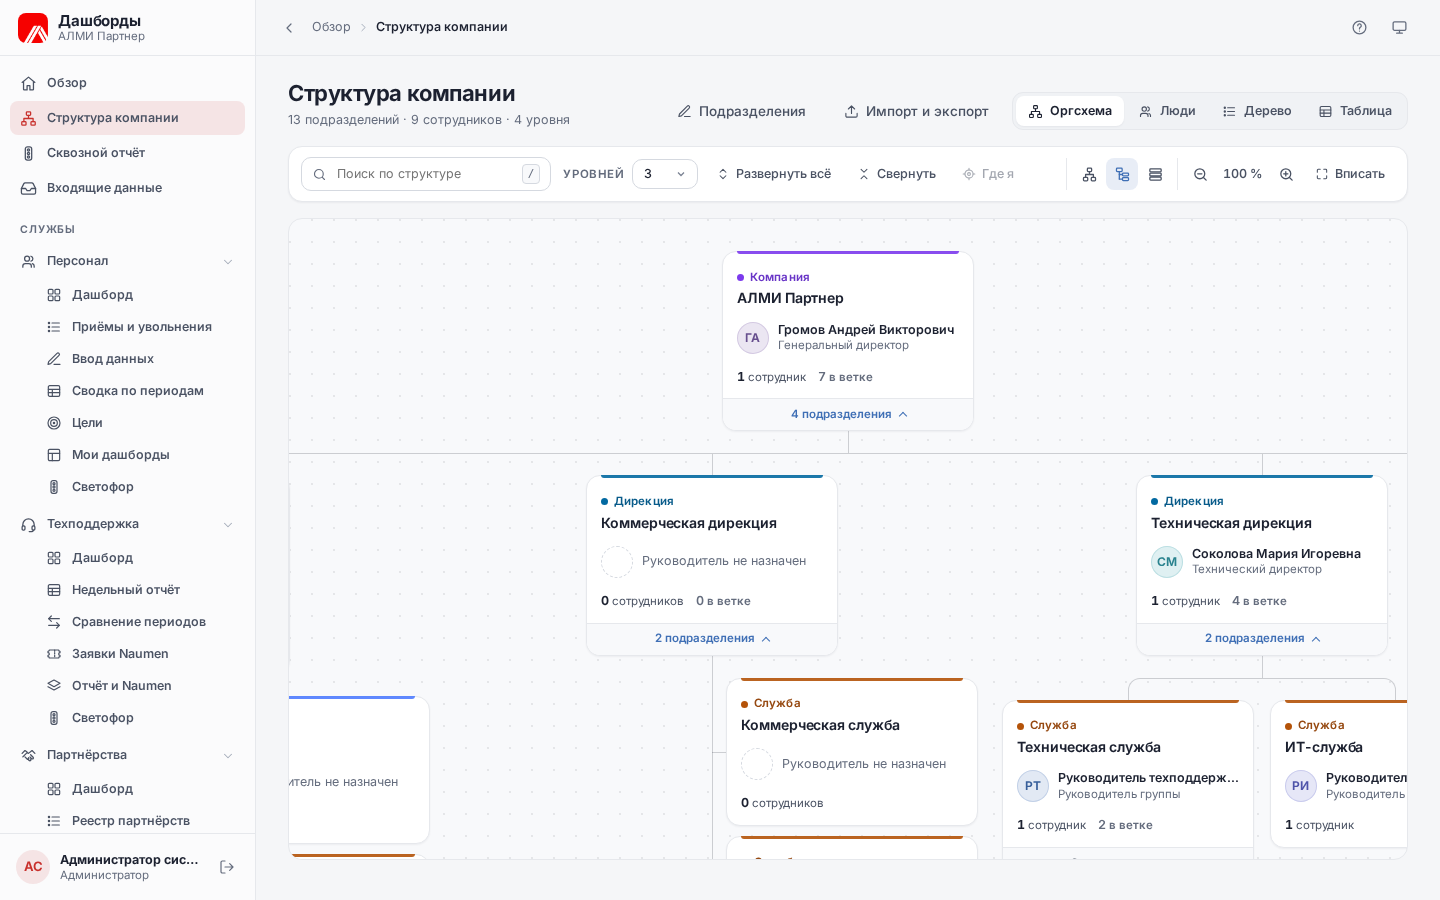 Дашборды
АЛМИ Партнер
Обзор
Структура компании
Сквозной отчёт
Входящие данные
СЛУЖБЫ
Персонал
Дашборд
Приёмы и увольнения
Ввод данных
Сводка по периодам
Цели
Мои дашборды
Светофор
Техподдержка
Дашборд
Недельный отчёт
Сравнение периодов
Заявки Naumen
Отчёт и Naumen
Светофор
Партнёрства
Дашборд
Реестр партнёрств
АС
Администратор сис...
Администратор
Обзор
Структура компании
Структура компании
13 подразделений · 9 сотрудников · 4 уровня
Подразделения
Импорт и экспорт
Оргсхема
Люди
Дерево
Таблица
Поиск по структуре /
УРОВНЕЙ 3
Развернуть всё
Свернуть
Где я
100 %
Вписать
Компания
АЛМИ Партнер
ГА
Громов Андрей Викторович
Генеральный директор
1 сотрудник 7 в ветке
4 подразделения
Дирекция
Коммерческая дирекция
Руководитель не назначен
0 сотрудников 0 в ветке
2 подразделения
Дирекция
Техническая дирекция
СМ
Соколова Мария Игоревна
Технический директор
1 сотрудник 4 в ветке
2 подразделения
итель не назначен
Служба
Коммерческая служба
Руководитель не назначен
0 сотрудников
Служба
Техническая служба
РТ
Руководитель техподдерж...
Руководитель группы
1 сотрудник 2 в ветке
Служба
ИТ-служба
РИ
Руководител
Руководитель
1 сотрудник